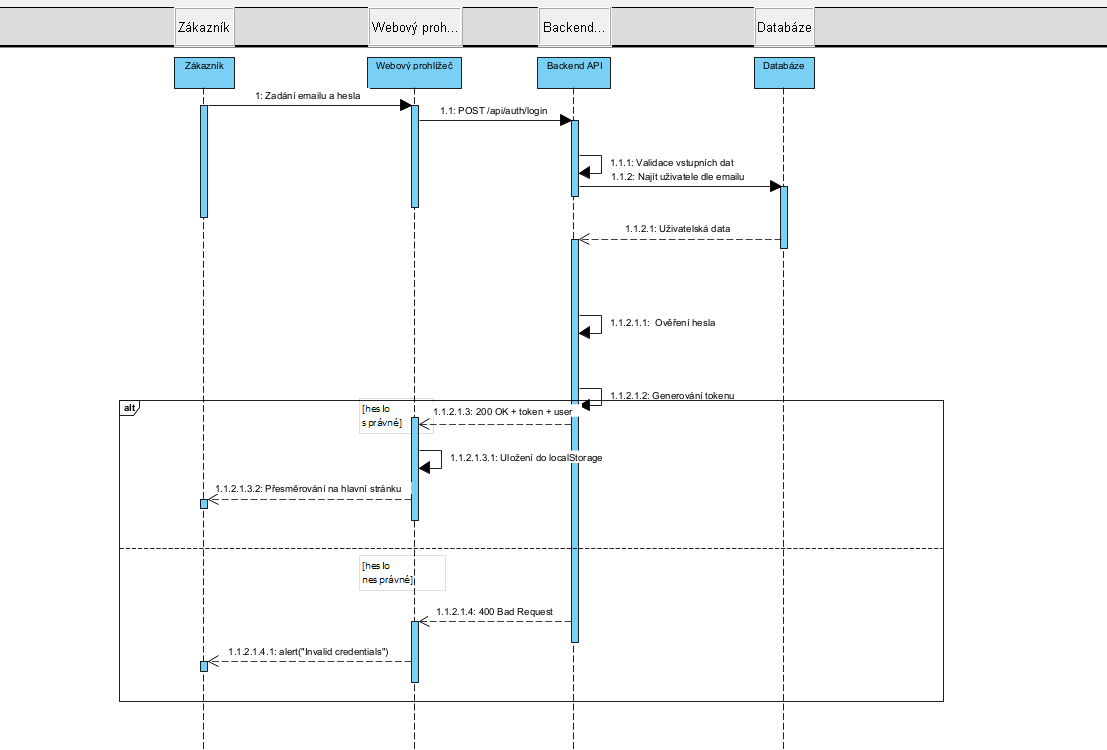 Zákazník
Webový proh...
Backend...
Databáze
Zákazník
Webový prohlížeč
Backend API
Databáze
1: Zadání emailu a hesla
1.1: POST /api/auth/login
1.1.1: Validace vstupních dat
1.1.2: Najít uživatele dle emailu
1.1.2.1: Uživatelská data
1.1.2.1.1: Ověření hesla
1.1.2.1.2: Generování tokenu
alt
[heslo
správné]
1.1.2.1.3: 200 OK + token + user
1.1.2.1.3.1: Uložení do localStorage
1.1.2.1.3.2: Přesměrování na hlavní stránku
[heslo
nesprávné]
1.1.2.1.4: 400 Bad Request
1.1.2.1.4.1: alert("Invalid credentials")